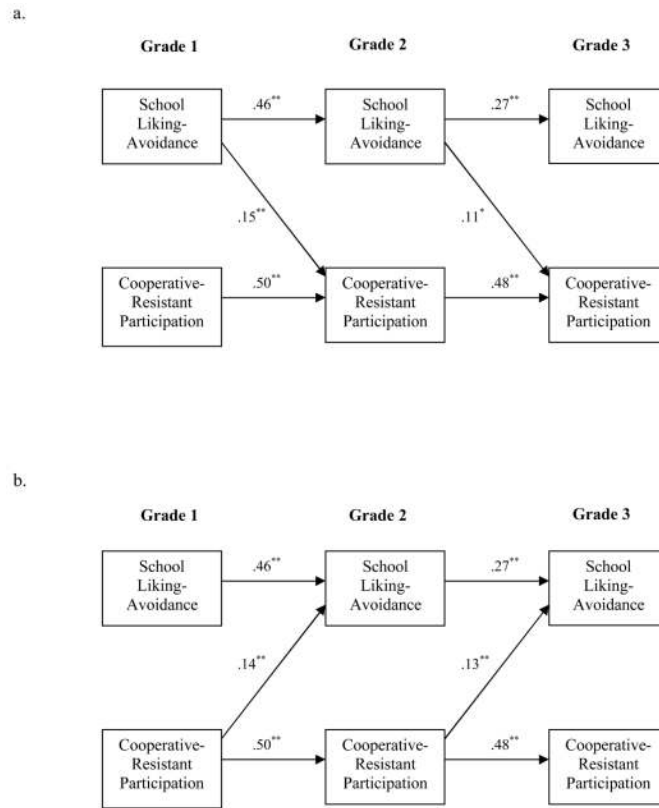 a.
Grade 1 Grade 2 Grade 3
School
Liking-
Avoidance
.46**
School
Liking-
Avoidance
.27**
School
Liking-
Avoidance
.15**
.11*
Cooperative-
Resistant
Participation
.50**
Cooperative-
Resistant
Participation
.48**
Cooperative-
Resistant
Participation
b.
Grade 1 Grade 2 Grade 3
School
Liking-
Avoidance
.46**
School
Liking-
Avoidance
.27**
School
Liking-
Avoidance
.14**
.13**
Cooperative-
Resistant
Participation
.50**
Cooperative-
Resistant
Participation
.48**
Cooperative-
Resistant
Participation